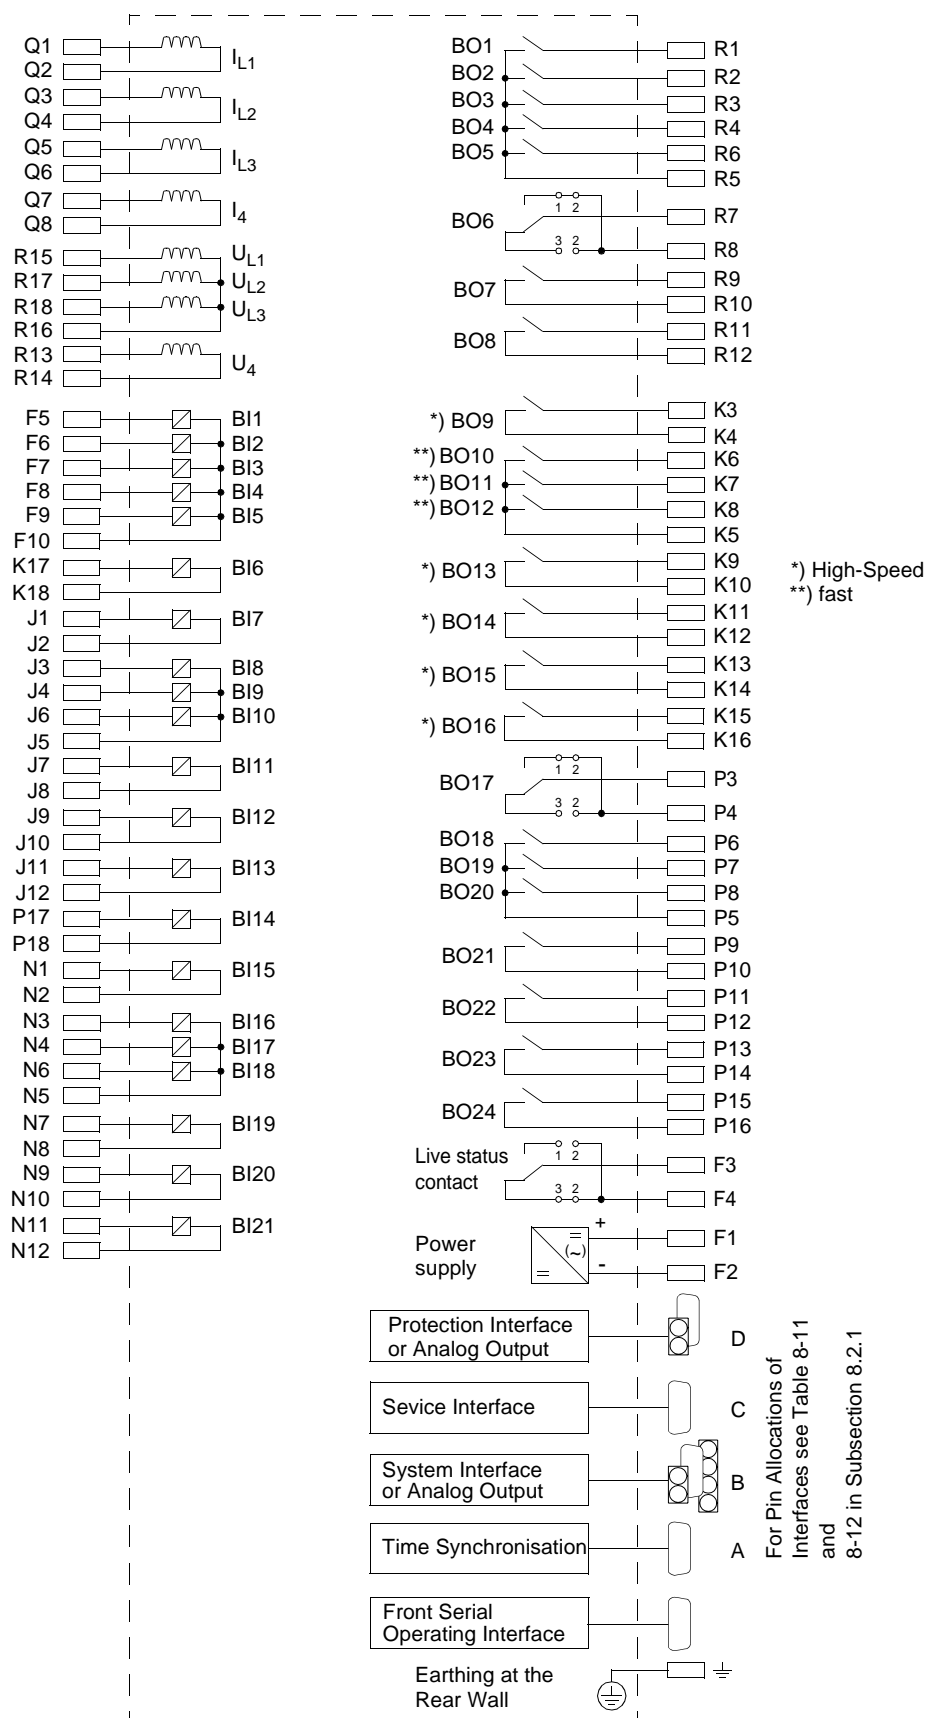 Q1 BO1 R1
Q2 I_L1 BO2 R2
Q3 BO3 R3
Q4 I_L2 BO4 R4
Q5 BO5 R6
Q6 I_L3 R5
Q7 1 2 R7
Q8 I_4 BO6
R15 U_L1 3 2 R8
R17 U_L2 R9
R18 U_L3 BO7 R10
R16 R11
R13 BO8 R12
R14 U_4
F5 BI1 *) BO9 K3
F6 BI2 K4
F7 BI3 **) BO10 K6
F8 BI4 **) BO11 K7
F9 BI5 **) BO12 K8
F10 K5
K17 BI6 *) BO13 K9
K18 K10
*) High-Speed
**) fast
J1 BI7 *) BO14 K11
J2 K12
J3 BI8 *) BO15 K13
J4 BI9 K14
J6 BI10 *) BO16 K15
J5 K16
J7 BI11 1 2 P3
J8 BO17
J9 BI12 3 2 P4
J10 BO18 P6
J11 BI13 BO19 P7
J12 BO20 P8
P17 BI14 P5
P18 BO21 P9
N1 BI15 P10
N2 BO22 P11
N3 BI16 P12
N4 BI17 BO23 P13
N6 BI18 P14
N5 BO24 P15
N7 BI19 P16
N8 Live status 1 2 F3
N9 BI20 contact
N10 3 2 F4
N11 BI21 Power + = (~) F1
N12 supply = - F2
Protection Interface
or Analog Output
D
Sevice Interface
C
System Interface
or Analog Output
B
Time Synchronisation
A
For Pin Allocations of
Interfaces see Table 8-11
and
8-12 in Subsection 8.2.1
Front Serial
Operating Interface
Earthing at the
Rear Wall